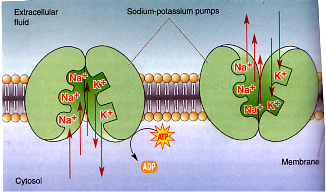 Extracellular
fluid
Sodium-potassium pumps
Na+
Na+
Na+
K+
K+
ATP
ADP
Cytosol
Na+
Na+
Na+
K+
K+
Membrane